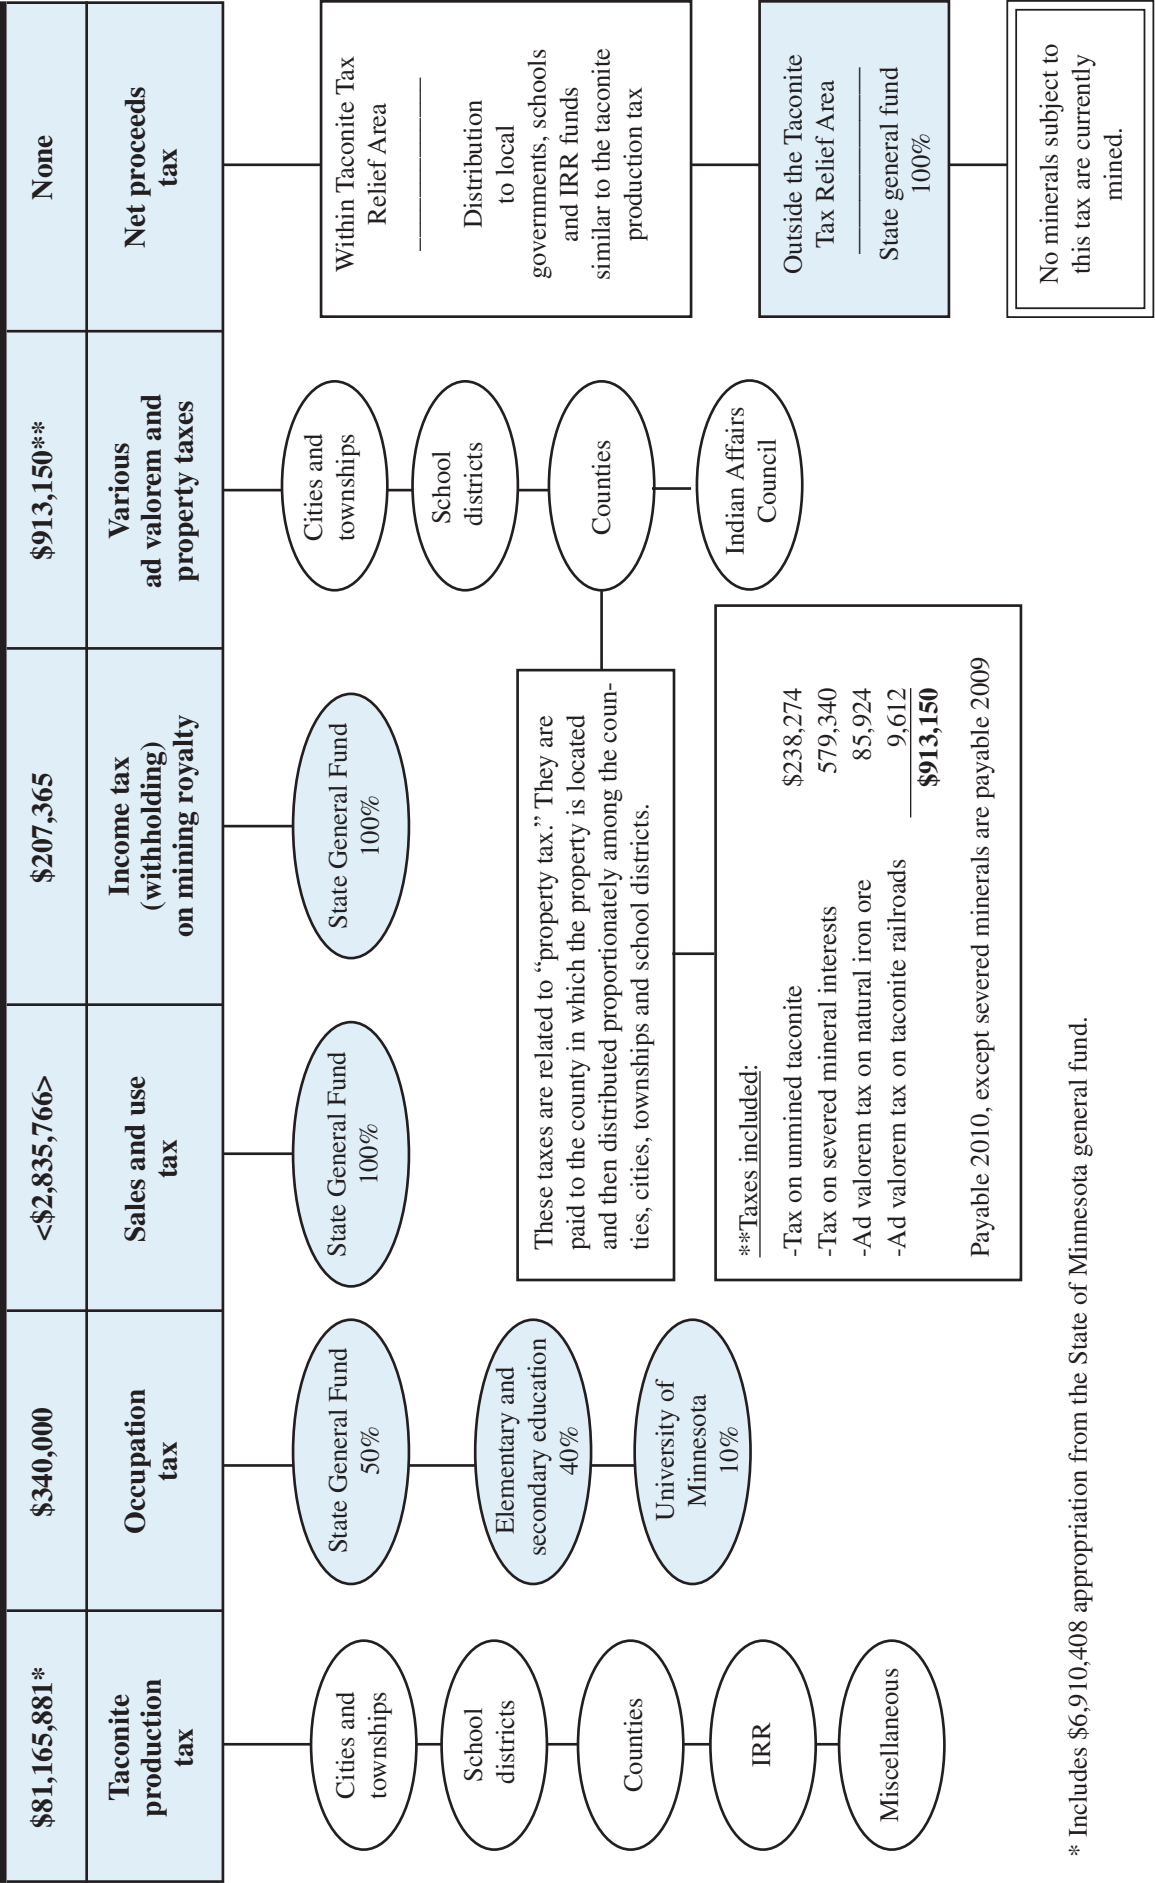 $81,165,881*
$340,000
<$2,835,766>
$207,365
$913,150**
None
Taconite
production
tax
Occupation
tax
Sales and use
tax
Income tax
(withholding)
on mining royalty
Various
ad valorem and
property taxes
Net proceeds
tax
Cities and
townships
School
districts
Counties
IRR
Miscellaneous
State General Fund
50%
Elementary and
secondary education
40%
University of
Minnesota
10%
State General Fund
100%
State General Fund
100%
Cities and
townships
School
districts
Counties
Indian Affairs
Council
These taxes are related to “property tax.” They are
paid to the county in which the property is located
and then distributed proportionately among the coun-
ties, cities, townships and school districts.
**Taxes included:
-Tax on unmined taconite $238,274
-Tax on severed mineral interests 579,340
-Ad valorem tax on natural iron ore 85,924
-Ad valorem tax on taconite railroads 9,612
$913,150
Payable 2010, except severed minerals are payable 2009
Within Taconite Tax
Relief Area
Distribution
to local
governments, schools
and IRR funds
similar to the taconite
production tax
Outside the Taconite
Tax Relief Area
State general fund
100%
No minerals subject to
this tax are currently
mined.
* Includes $6,910,408 appropriation from the State of Minnesota general fund.